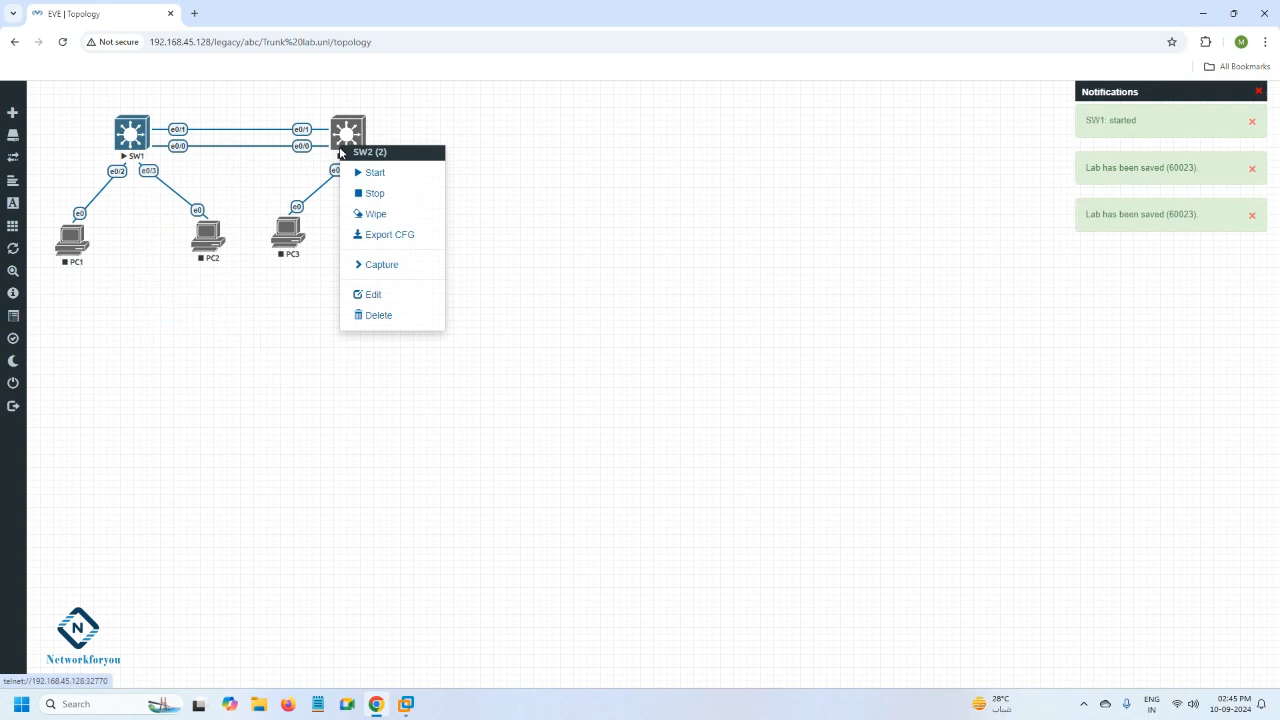 EVE | Topology
Not secure
192.168.45.128/legacy/abc/Trunk%20lab.unl/topology
M
All Bookmarks
Notifications
SW1: started
Lab has been saved (60023).
Lab has been saved (60023).
e0/1
e0/1
e0/0
e0/0
SW1
e0/2
e0/3
e0
e0
e0
PC1
PC2
PC3
SW2 (2)
Start
Stop
Wipe
Export CFG
Capture
Edit
Delete
N
Networkforyou
telnet://192.168.45.128:32770
Search
28°C
ضباب
ENG
IN
02:45 PM
10-09-2024